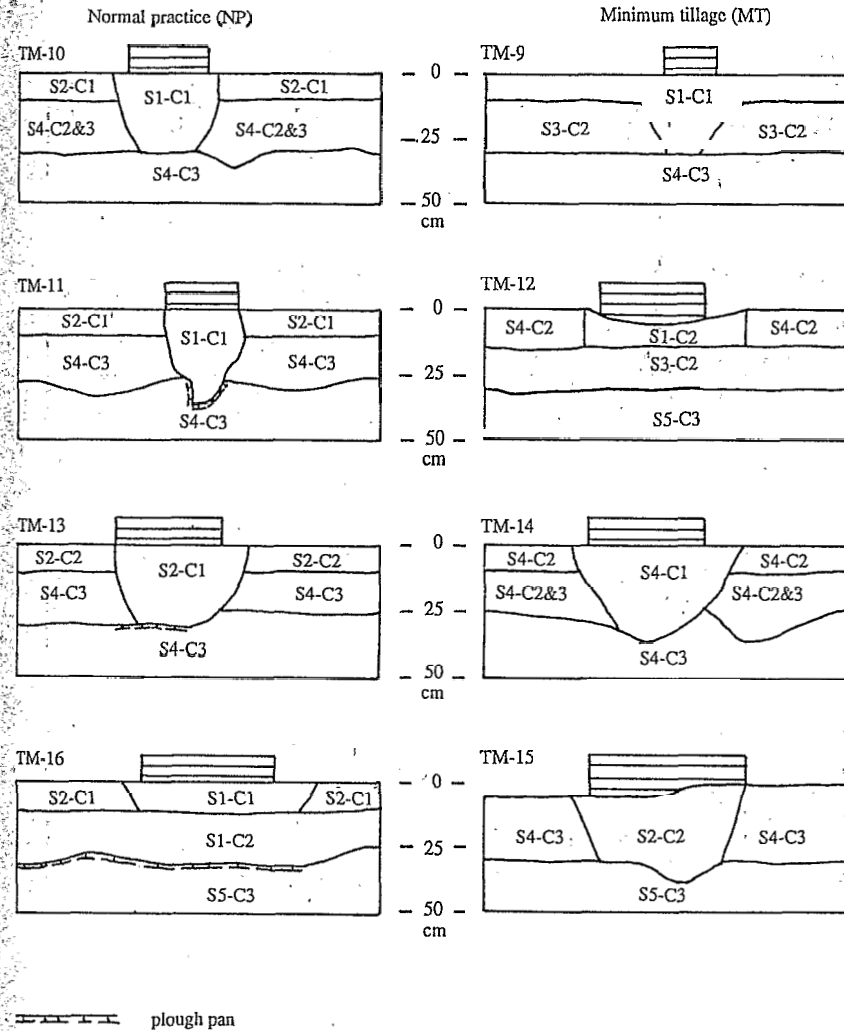 Normal practice (NP) Minimum tillage (MT)
TM-10 TM-9
0
S2-C1 S1-C1 S2-C1 S1-C1
S4-C2&3 S4-C2&3 S3-C2 S3-C2
25
S4-C3 S4-C3
50
cm
TM-11 TM-12
0
S2-C1 S1-C1 S2-C1 S4-C2 S1-C2 S4-C2
S4-C3 S4-C3 S3-C2
25
S4-C3 S5-C3
50
cm
TM-13 TM-14
0
S2-C2 S2-C1 S2-C2 S4-C2 S4-C1 S4-C2
S4-C3 S4-C3 S4-C2&3 S4-C2&3
25
S4-C3 S4-C3
50
cm
TM-16 TM-15
0
S2-C1 S1-C1 S2-C1
S1-C2 S4-C3 S2-C2 S4-C3
25
S5-C3 S5-C3
50
cm
plough pan